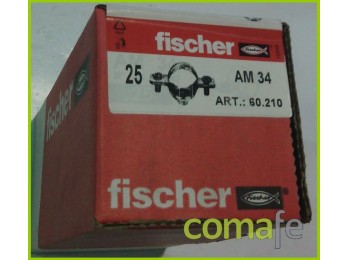 fischer
25 AM 34
ART.: 60.210
fischer
fischer
comafe